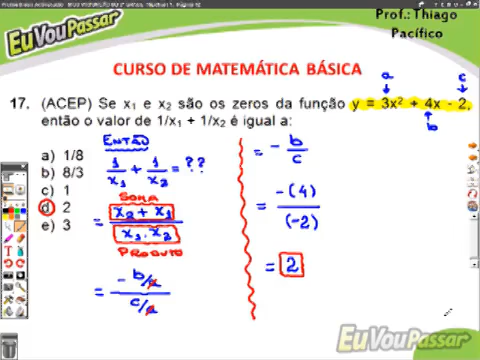 EuVouPassar
Prof.: Thiago
Pacífico
CURSO DE MATEMÁTICA BÁSICA
17. (ACEP) Se x1 e x2 são os zeros da função y = 3x² + 4x - 2,
então o valor de 1/x1 + 1/x2 é igual a:
a
c
b
a) 1/8
b) 8/3
c) 1
d) 2
e) 3
ENTÃO
1/x1 + 1/x2 = ??
SOMA
= x2 + x1 / x1 . x2
PRODUTO
= -b/a / c/a
= - b/c
= -(4) / (-2)
= 2
EuVouPassar